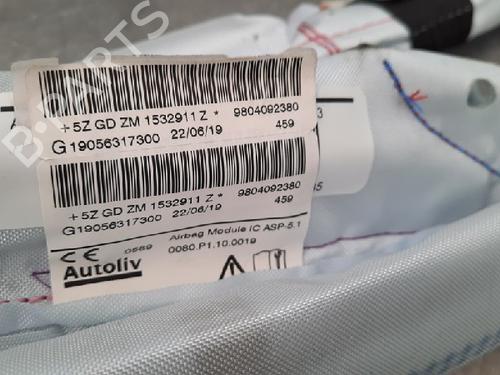 +5Z GD ZM 1532911 Z * 9804092380
G19056317300 22/06/19 459
+5Z GD ZM 1532911 Z * 9804092380
G19056317300 22/06/19 459
CE 0589 Airbag Module IC ASP-5.1
Autoliv 0080.P1.10.0019
B-PARTS